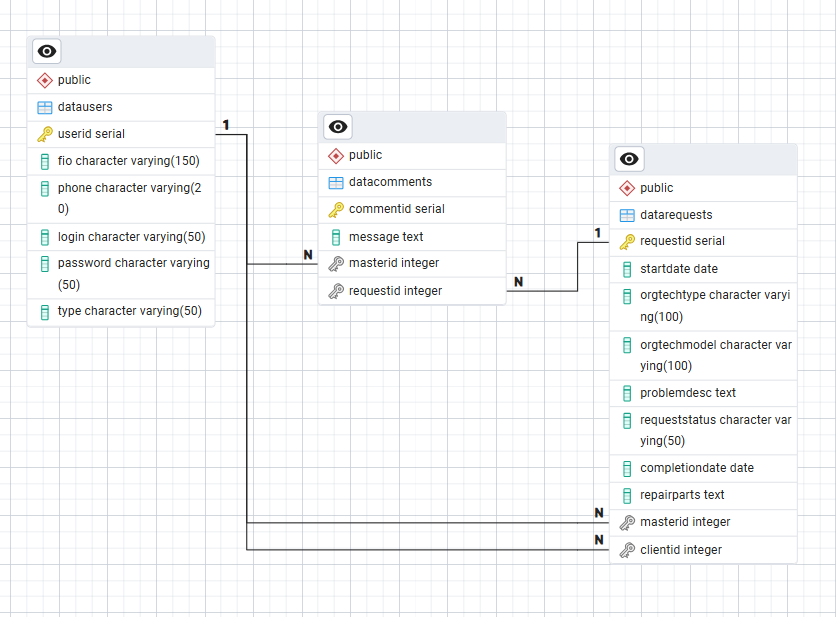 public
datausers
userid serial
fio character varying(150)
phone character varying(2
0)
login character varying(50)
password character varying
(50)
type character varying(50)
1
N
public
datacomments
commentid serial
message text
masterid integer
requestid integer
N
1
public
datarequests
requestid serial
startdate date
orgtechtype character varyi
ng(100)
orgtechmodel character var
ying(100)
problemdesc text
requeststatus character var
ying(50)
completiondate date
repairparts text
masterid integer
clientid integer
N
N